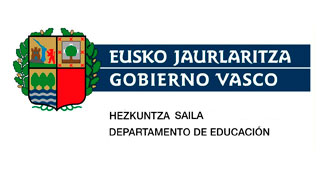 EUSKO JAURLARITZA
GOBIERNO VASCO
HEZKUNTZA SAILA
DEPARTAMENTO DE EDUCACIÓN